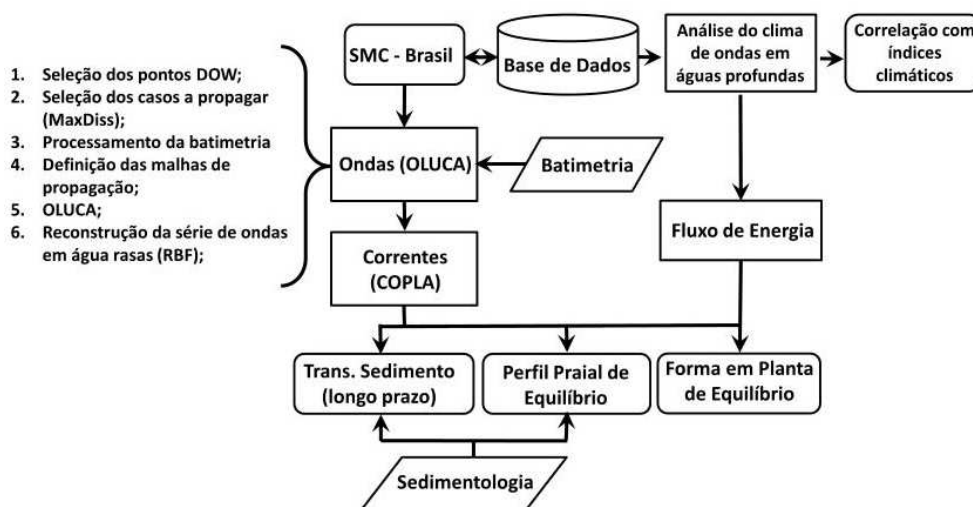 1. Seleção dos pontos DOW;
2. Seleção dos casos a propagar
(MaxDiss);
3. Processamento da batimetria
4. Definição das malhas de
propagação;
5. OLUCA;
6. Reconstrução da série de ondas
em água rasas (RBF);
SMC - Brasil
Base de Dados
Análise do clima
de ondas em
águas profundas
Correlação com
índices
climáticos
Ondas (OLUCA)
Batimetria
Correntes
(COPLA)
Fluxo de Energia
Trans. Sedimento
(longo prazo)
Perfil Praial de
Equilíbrio
Forma em Planta
de Equilíbrio
Sedimentologia